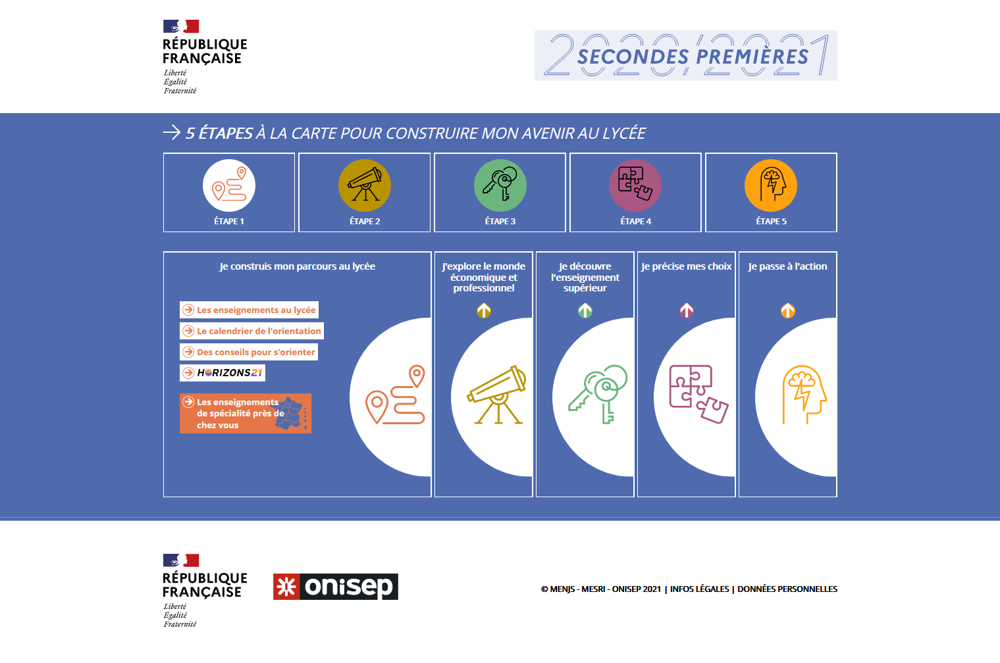 RÉPUBLIQUE
FRANÇAISE
Liberté
Égalité
Fraternité
2020/2021
SECONDES PREMIÈRES
5 ÉTAPES À LA CARTE POUR CONSTRUIRE MON AVENIR AU LYCÉE
ÉTAPE 1
ÉTAPE 2
ÉTAPE 3
ÉTAPE 4
ÉTAPE 5
Je construis mon parcours au lycée
Les enseignements au lycée
Le calendrier de l'orientation
Des conseils pour s'orienter
HORIZONS21
Les enseignements
de spécialité près de
chez vous
J'explore le monde
économique et
professionnel
Je découvre
l'enseignement
supérieur
Je précise mes choix
Je passe à l'action
RÉPUBLIQUE
FRANÇAISE
Liberté
Égalité
Fraternité
onisep
© MENJS - MESRI - ONISEP 2021 | INFOS LÉGALES | DONNÉES PERSONNELLES